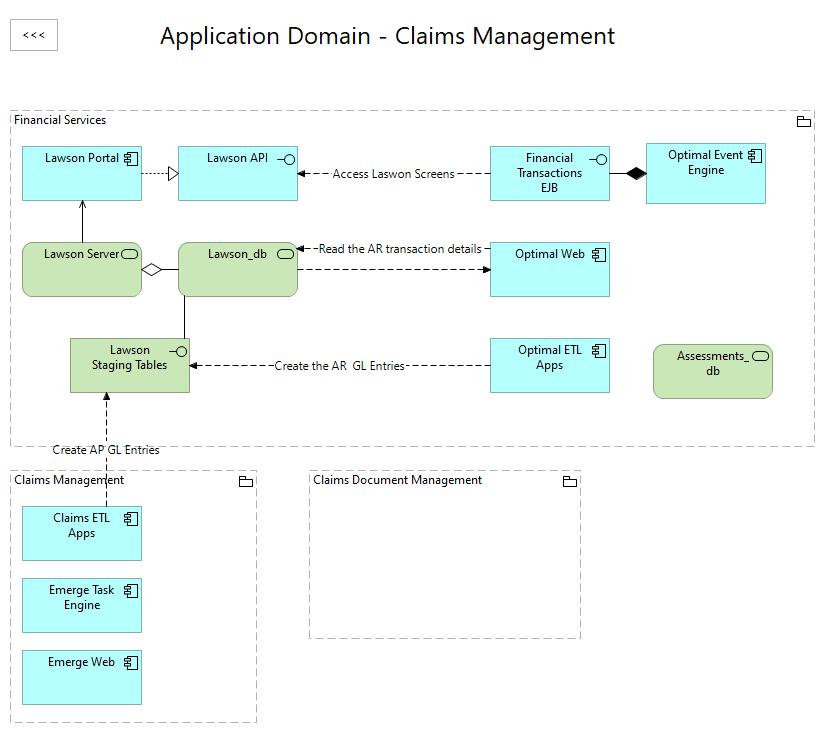 <<<
Application Domain - Claims Management
Financial Services
Lawson Portal
Lawson API
Access Laswon Screens
Financial
Transactions
EJB
Optimal Event
Engine
Lawson Server
Lawson_db
Read the AR transaction details
Optimal Web
Lawson
Staging Tables
Create the AR  GL Entries
Optimal ETL
Apps
Assessments_
db
Create AP GL Entries
Claims Management
Claims Document Management
Claims ETL
Apps
Emerge Task
Engine
Emerge Web